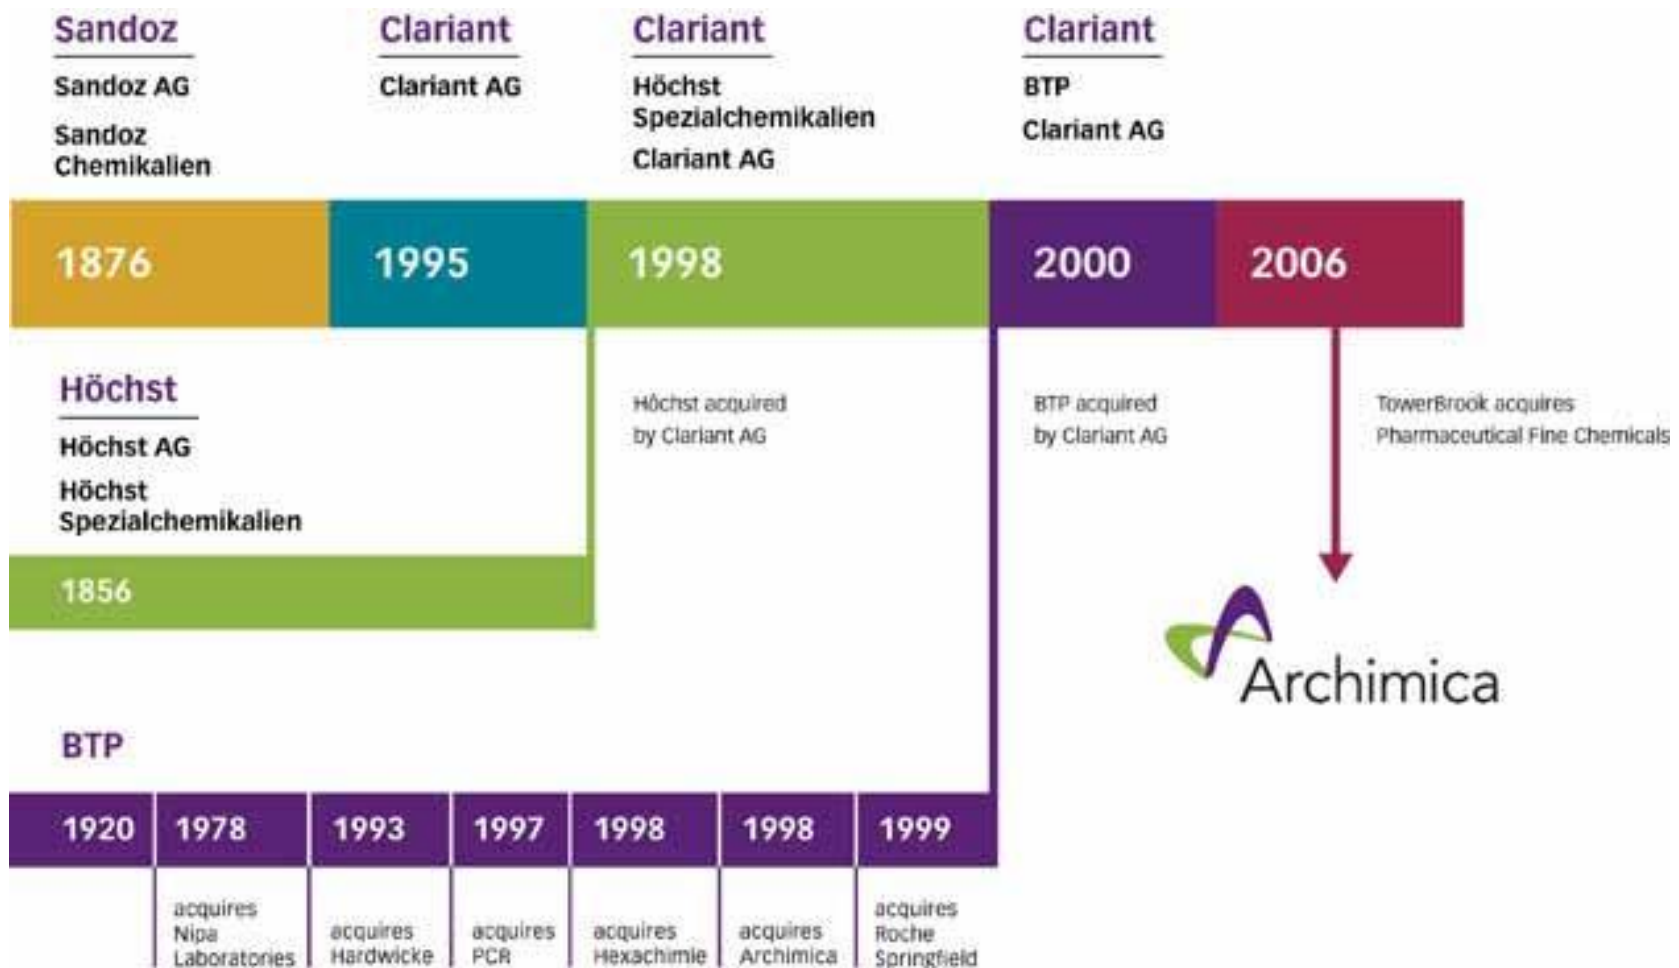 Sandoz
Sandoz AG
Sandoz
Chemikalien
Clariant
Clariant AG
Clariant
Höchst
Spezialchemikalien
Clariant AG
Clariant
BTP
Clariant AG
1876
1995
1998
2000
2006
Höchst
Höchst AG
Höchst
Spezialchemikalien
1856
Höchst acquired
by Clariant AG
BTP acquired
by Clariant AG
TowerBrook acquires
Pharmaceutical Fine Chemicals
Archimica
BTP
1920
1978
1993
1997
1998
1998
1999
acquires
Nipa
Laboratories
acquires
Hardwicke
acquires
PCR
acquires
Hexachimie
acquires
Archimica
acquires
Roche
Springfield